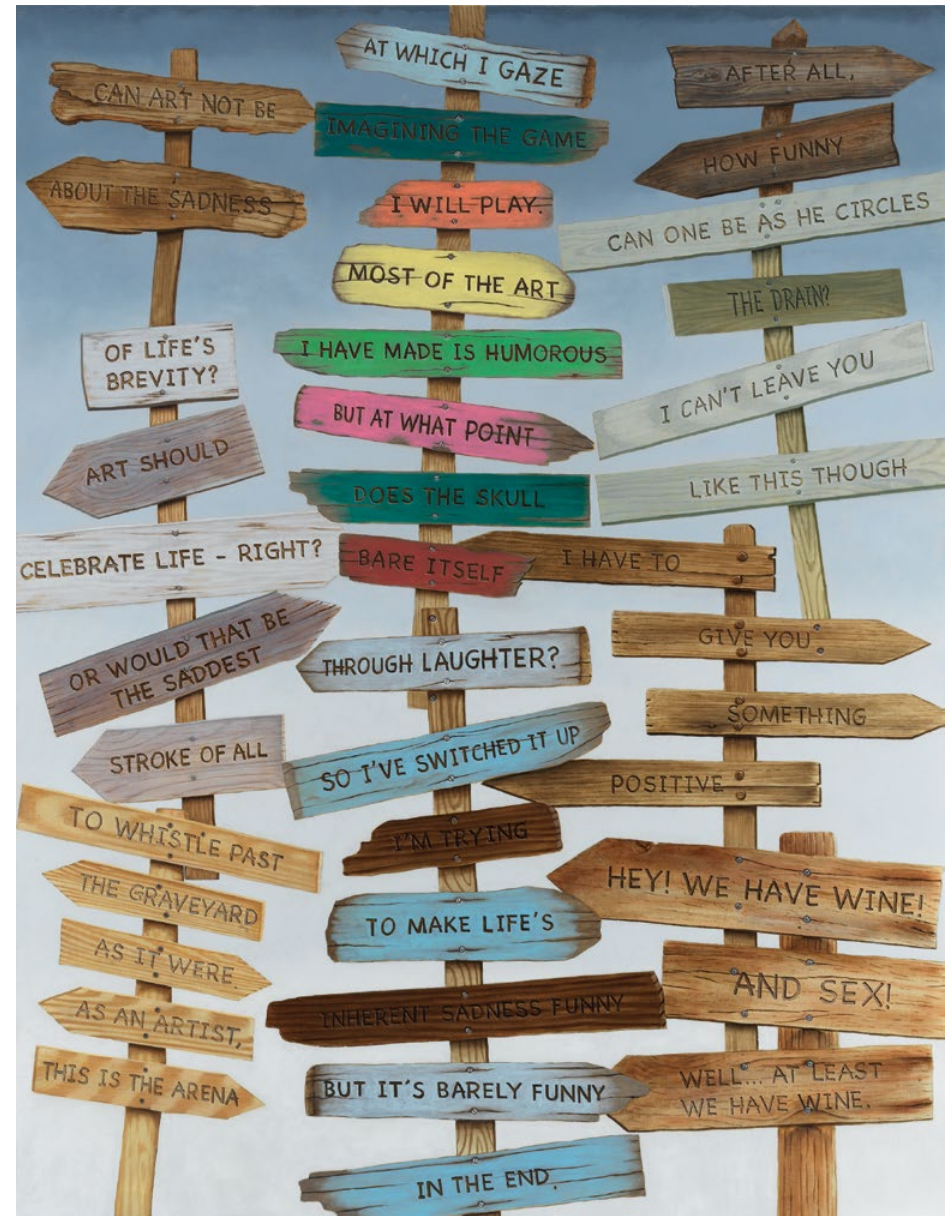 CAN ART NOT BE
ABOUT THE SADNESS
OF LIFE'S
BREVITY?
ART SHOULD
CELEBRATE LIFE - RIGHT?
OR WOULD THAT BE
THE SADDEST
STROKE OF ALL
TO WHISTLE PAST
THE GRAVEYARD
AS IT WERE
AS AN ARTIST,
THIS IS THE ARENA
AT WHICH I GAZE
IMAGINING THE GAME
I WILL PLAY.
MOST OF THE ART
I HAVE MADE IS HUMOROUS
BUT AT WHAT POINT
DOES THE SKULL
BARE ITSELF
THROUGH LAUGHTER?
SO I'VE SWITCHED IT UP
I'M TRYING
TO MAKE LIFE'S
INHERENT SADNESS FUNNY
BUT IT'S BARELY FUNNY
IN THE END.
AFTER ALL,
HOW FUNNY
CAN ONE BE AS HE CIRCLES
THE DRAIN?
I CAN'T LEAVE YOU
LIKE THIS THOUGH
I HAVE TO
GIVE YOU
SOMETHING
POSITIVE
HEY! WE HAVE WINE!
AND SEX!
WELL... AT LEAST
WE HAVE WINE.